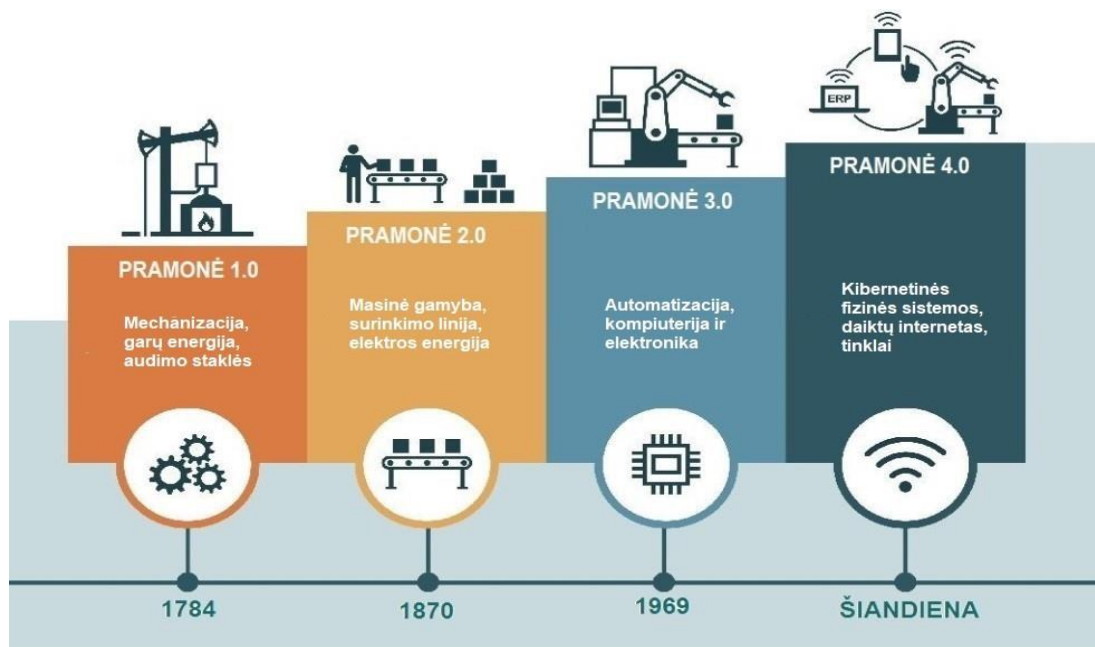 ERP
PRAMONĖ 1.0
Mechanizacija,
garų energija,
audimo staklės
1784
PRAMONĖ 2.0
Masinė gamyba,
surinkimo linija,
elektros energija
1870
PRAMONĖ 3.0
Automatizacija,
kompiuterija ir
elektronika
1969
PRAMONĖ 4.0
Kibernetinės
fizinės sistemos,
daiktų internetas,
tinklai
ŠIANDIENA